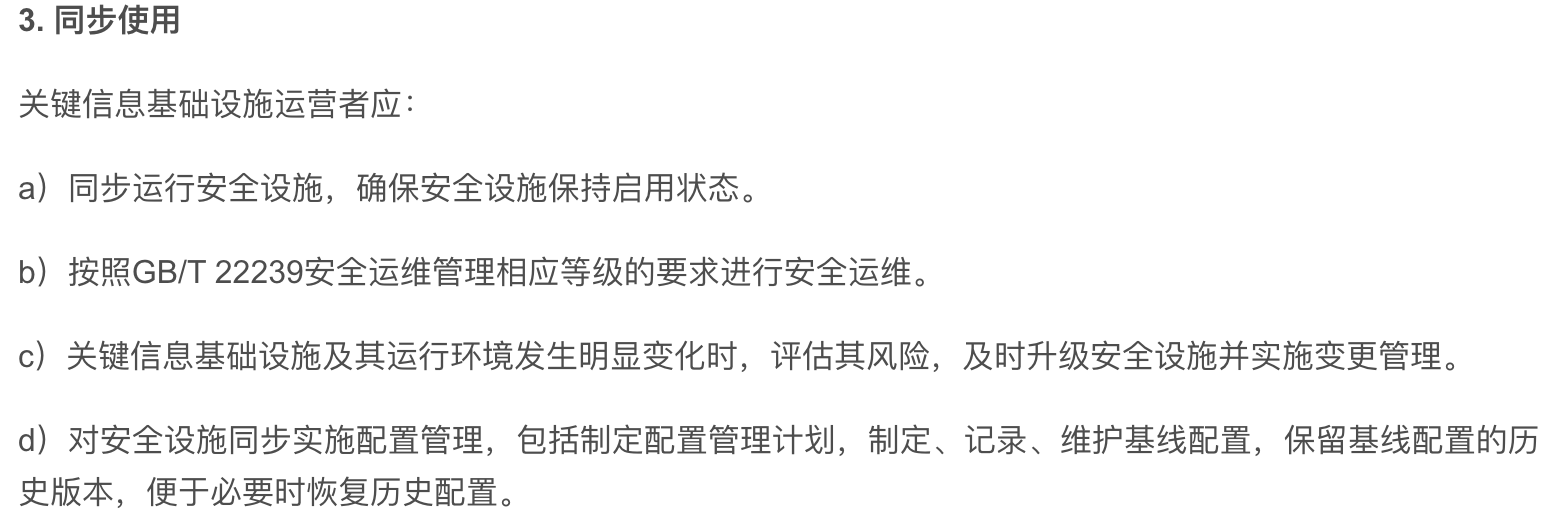 3. 同步使用
关键信息基础设施运营者应：
a）同步运行安全设施，确保安全设施保持启用状态。
b）按照GB/T 22239安全运维管理相应等级的要求进行安全运维。
c）关键信息基础设施及其运行环境发生明显变化时，评估其风险，及时升级安全设施并实施变更管理。
d）对安全设施同步实施配置管理，包括制定配置管理计划，制定、记录、维护基线配置，保留基线配置的历
史版本，便于必要时恢复历史配置。